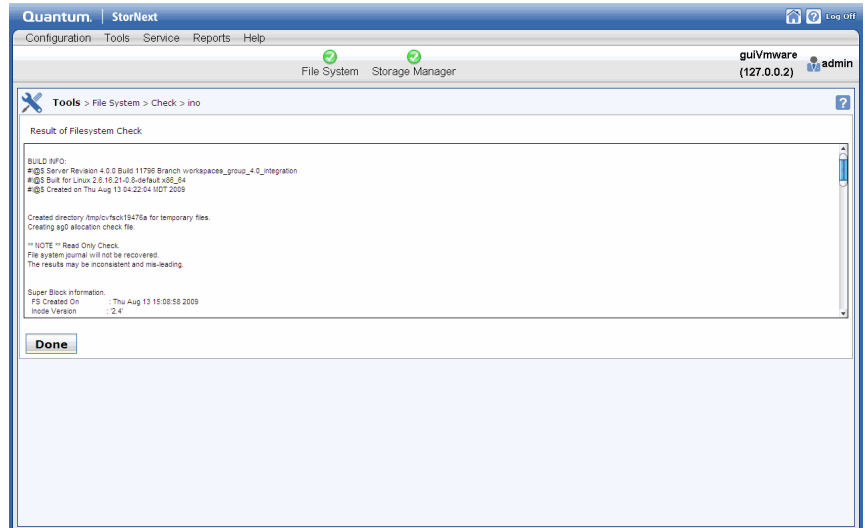 Quantum. StorNext Log Off
Configuration Tools Service Reports Help
File System Storage Manager
guiVmware
(127.0.0.2)
admin
Tools > File System > Check > ino
?
Result of Filesystem Check
BUILD INFO:
#!@$ Server Revision 4.0.0 Build 11796 Branch workspaces_group_4.0_integration
#!@$ Built for Linux 2.6.16.21-0.8-default x86_64
#!@$ Created on Thu Aug 13 04:22:04 MDT 2009
Created directory /tmp/cvfsck19476a for temporary files.
Creating sg0 allocation check file.
** NOTE ** Read Only Check.
File system journal will not be recovered.
The results may be inconsistent and mis-leading.
Super Block information.
FS Created On : Thu Aug 13 15:08:58 2009
Inode Version : '2.4'
Done